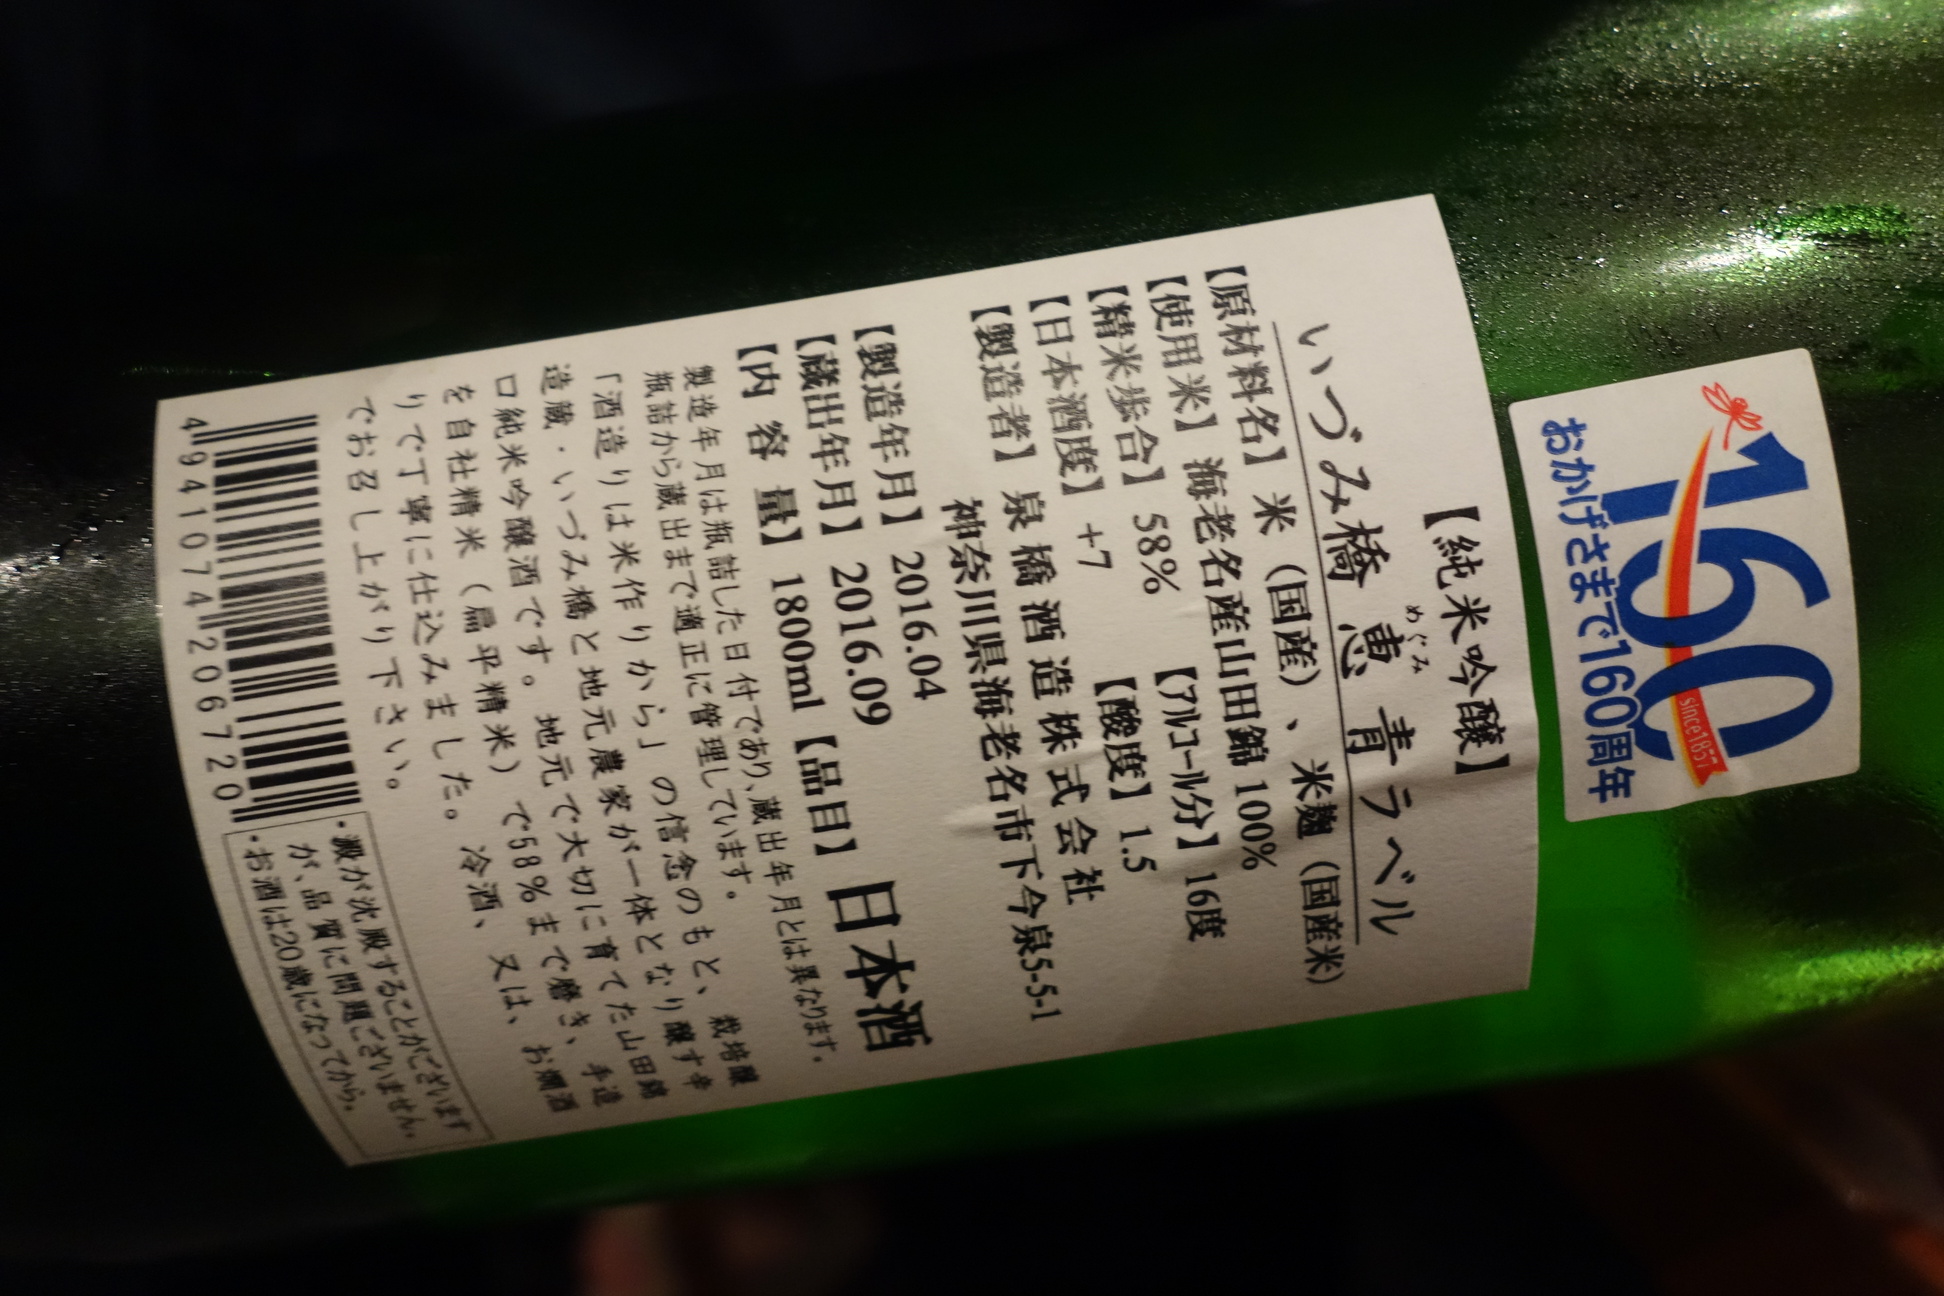 160
since1857
おかげさまで160周年
【純米吟醸】
めぐみ
いづみ橋 恵 青ラベル
【原材料名】米（国産）、米麹（国産米）
【使用米】海老名産山田錦100%
【精米歩合】58% 【アルコール分】16度
【日本酒度】+7 【酸度】1.5
【製造者】泉橋酒造株式会社
神奈川県海老名市下今泉5-5-1
【製造年月】2016.04
【蔵出年月】2016.09
【内容量】1800ml【品目】日本酒
製造年月は瓶詰した日付であり、蔵出年月とは異なります。
瓶詰から蔵出まで適正に管理しています。
「酒造りは米作りから」の信念のもと、栽培醸
造蔵・いづみ橋と地元農家が一体となり醸す辛
口純米吟醸酒です。地元で大切に育てた山田錦
を自社精米（扁平精米）で58%まで磨き、手造
りで丁寧に仕込みました。冷酒、又は、お燗酒
でお召し上がり下さい。
4941074206720
・澱が沈殿することがございます
が、品質に問題ございません。
・お酒は20歳になってから。